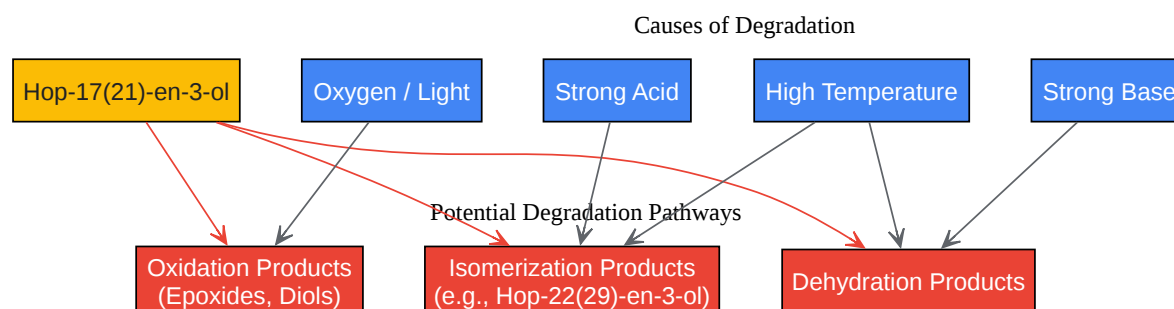 Causes of Degradation
Hop-17(21)-en-3-ol
Oxygen / Light
Strong Acid
High Temperature
Strong Base
Potential Degradation Pathways
Oxidation Products
(Epoxides, Diols)
Isomerization Products
(e.g., Hop-22(29)-en-3-ol)
Dehydration Products